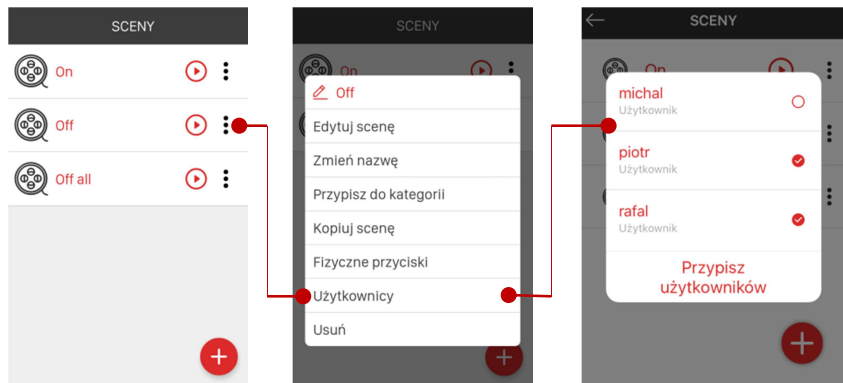 SCENY
On
Off
Off all
SCENY
On
Off
Edytuj scenę
Zmień nazwę
Przypisz do kategorii
Kopiuj scenę
Fizyczne przyciski
Użytkownicy
Usuń
SCENY
On
michal
Użytkownik
piotr
Użytkownik
rafal
Użytkownik
Przypisz
użytkowników